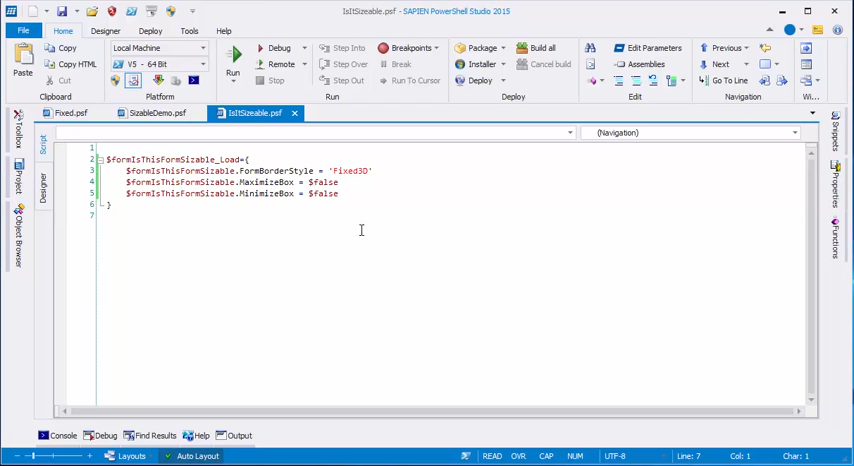 IsItSizeable.psf - SAPIEN PowerShell Studio 2015
File
Home
Designer
Deploy
Tools
Help
Paste
Copy
Copy HTML
Cut
Clipboard
Local Machine
V5 - 64 Bit
Platform
Run
Debug
Remote
Stop
Step Into
Step Over
Step Out
Breakpoints
Break
Run To Cursor
Run
Package
Installer
Deploy
Build all
Cancel build
Deploy
Edit Parameters
Assemblies
Edit
Previous
Next
Go To Line
Navigate
Wi...
Fixed.psf
SizableDemo.psf
IsItSizeable.psf
(Navigation)
Toolbox
Project
Object Browser
Script
Designer
Snippets
Properties
Functions
1
2 $formIsThisFormSizable_Load={
3 $formIsThisFormSizable.FormBorderStyle = 'Fixed3D'
4 $formIsThisFormSizable.MaximizeBox = $false
5 $formIsThisFormSizable.MinimizeBox = $false
6 }
7
Console
Debug
Find Results
Help
Output
Layouts
Auto Layout
READ
OVR
CAP
NUM
UTF-8
Line: 7
Col: 1
Char: 1